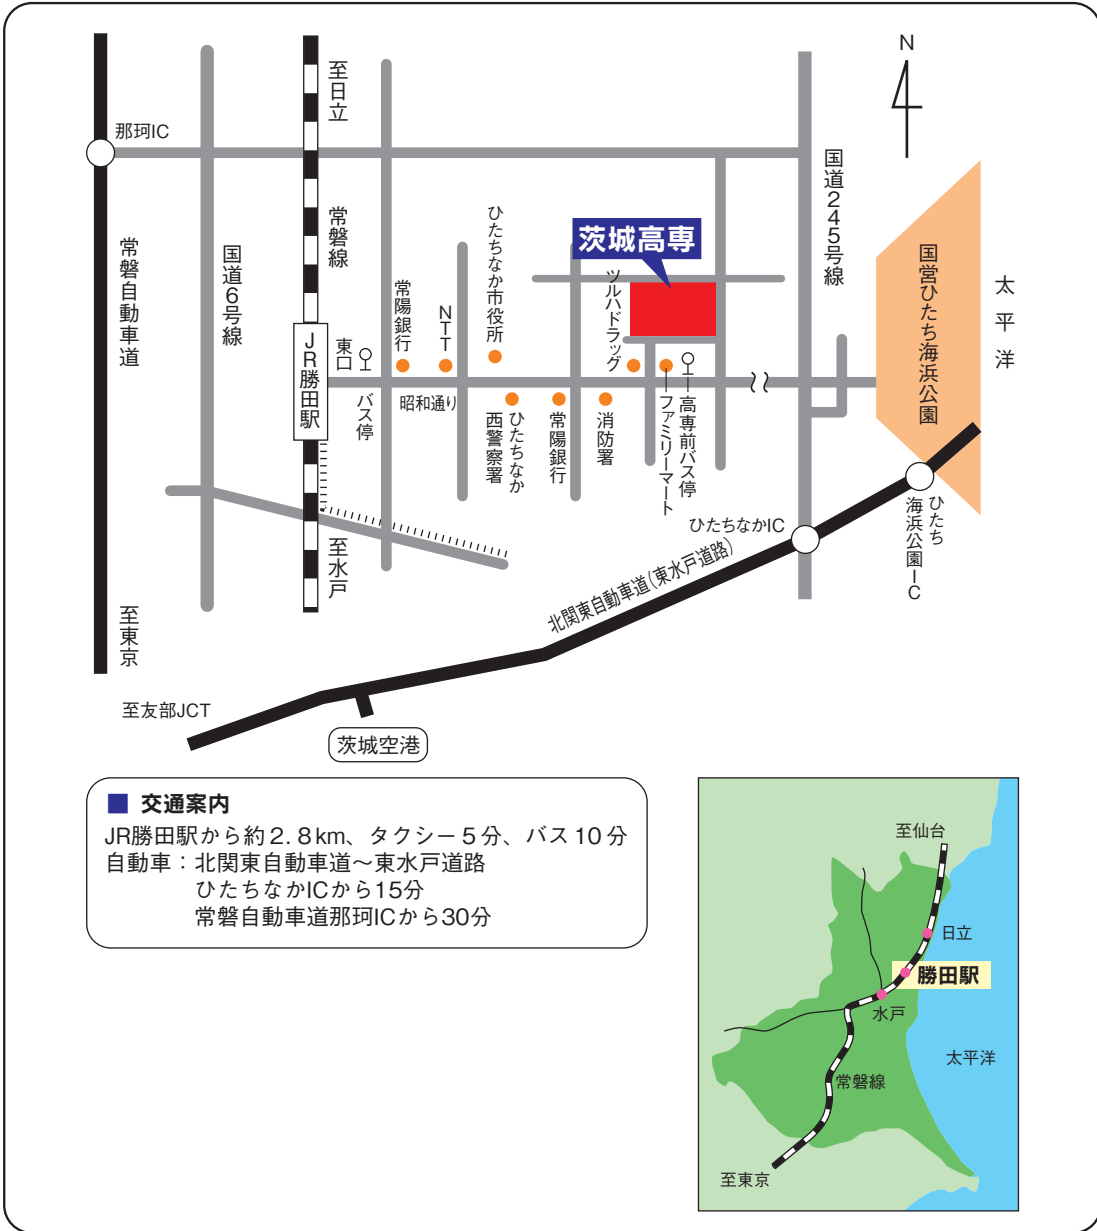 N
至日立
那珂IC
国道245号線
常磐線
ひたちなか市役所
茨城高専
常磐自動車道
国道6号線
国営ひたち海浜公園
太平洋
ツルハドラッグ
常陽銀行
NTT
JR勝田駅
東口
バス停
昭和通り
ひたちなか
西警察署
常陽銀行
消防署
ファミリーマート
高専前バス停
ひたちなかIC
ひたち
海浜公園IC
至水戸
北関東自動車道(東水戸道路)
至東京
至友部JCT
茨城空港
■ 交通案内
JR勝田駅から約2.8km、タクシー5分、バス10分
自動車：北関東自動車道～東水戸道路
ひたちなかICから15分
常磐自動車道那珂ICから30分
至仙台
日立
勝田駅
水戸
太平洋
常磐線
至東京